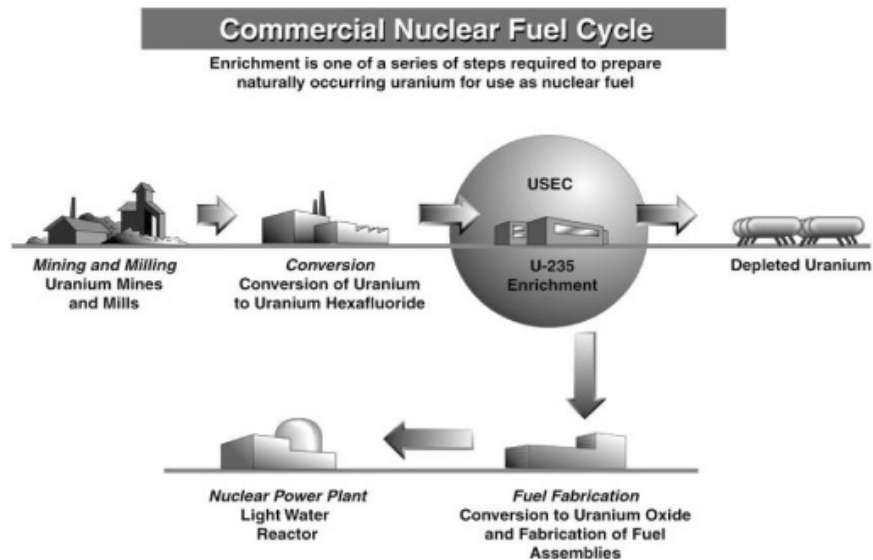 Commercial Nuclear Fuel Cycle
Enrichment is one of a series of steps required to prepare
naturally occurring uranium for use as nuclear fuel
Mining and Milling
Uranium Mines
and Mills
Conversion
Conversion of Uranium
to Uranium Hexafluoride
USEC
U-235
Enrichment
Depleted Uranium
Nuclear Power Plant
Light Water
Reactor
Fuel Fabrication
Conversion to Uranium Oxide
and Fabrication of Fuel
Assemblies